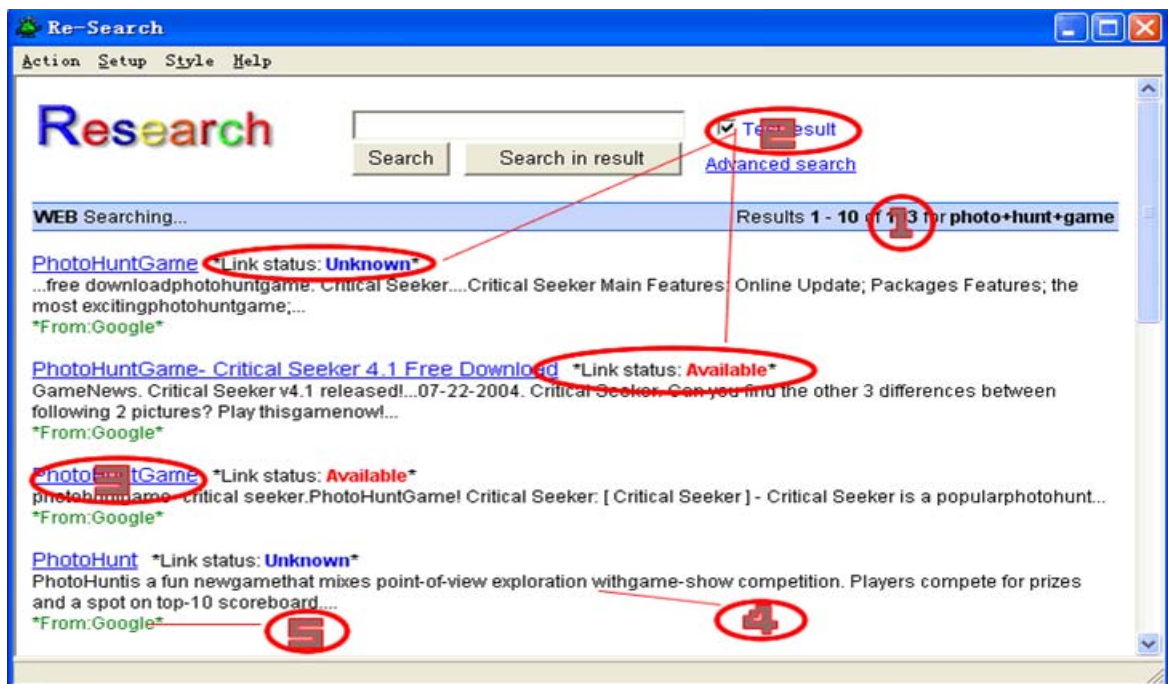 Re-Search
Action Setup Style Help
Research
2 Test result
Search Search in result
Advanced search
WEB Searching... Results 1 - 10 of for photo+hunt+game
1
PhotoHuntGame *Link status: Unknown*
...free downloadphotohuntgame. Critical Seeker....Critical Seeker Main Features: Online Update; Packages Features; the
most excitingphotohuntgame;...
*From:Google*
PhotoHuntGame- Critical Seeker 4.1 Free Download *Link status: Available*
GameNews. Critical Seeker v4.1 released!...07-22-2004. Critical Seeker. Can you find the other 3 differences between
following 2 pictures? Play thisgamenow!...
*From:Google*
PhotoHuntGame *Link status: Available*
3
photohuntgame- critical seeker.PhotoHuntGame! Critical Seeker: [ Critical Seeker ] - Critical Seeker is a popularphotohunt...
*From:Google*
PhotoHunt *Link status: Unknown*
PhotoHuntis a fun newgamethat mixes point-of-view exploration withgame-show competition. Players compete for prizes
and a spot on top-10 scoreboard....
*From:Google*
5 4